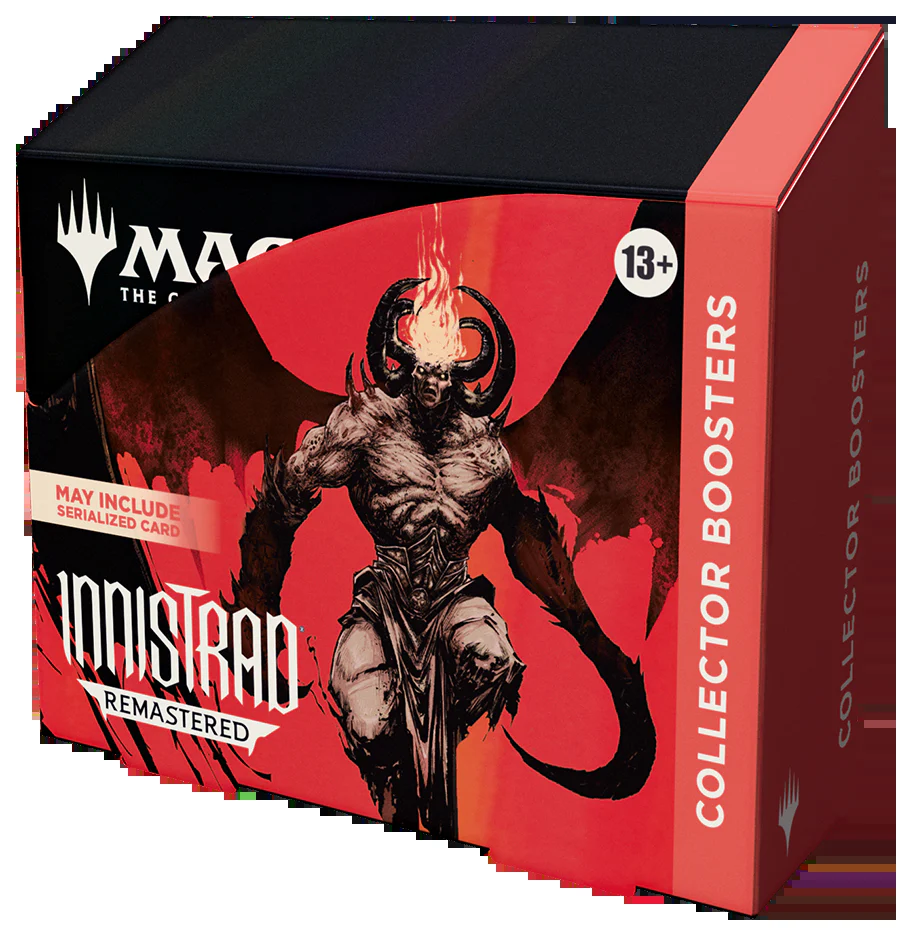 MAG
THE G
13+
MAY INCLUDE
SERIALIZED CARD
INNISTRAD
REMASTERED
COLLECTOR BOOSTERS
COLLECTOR BOOSTERS